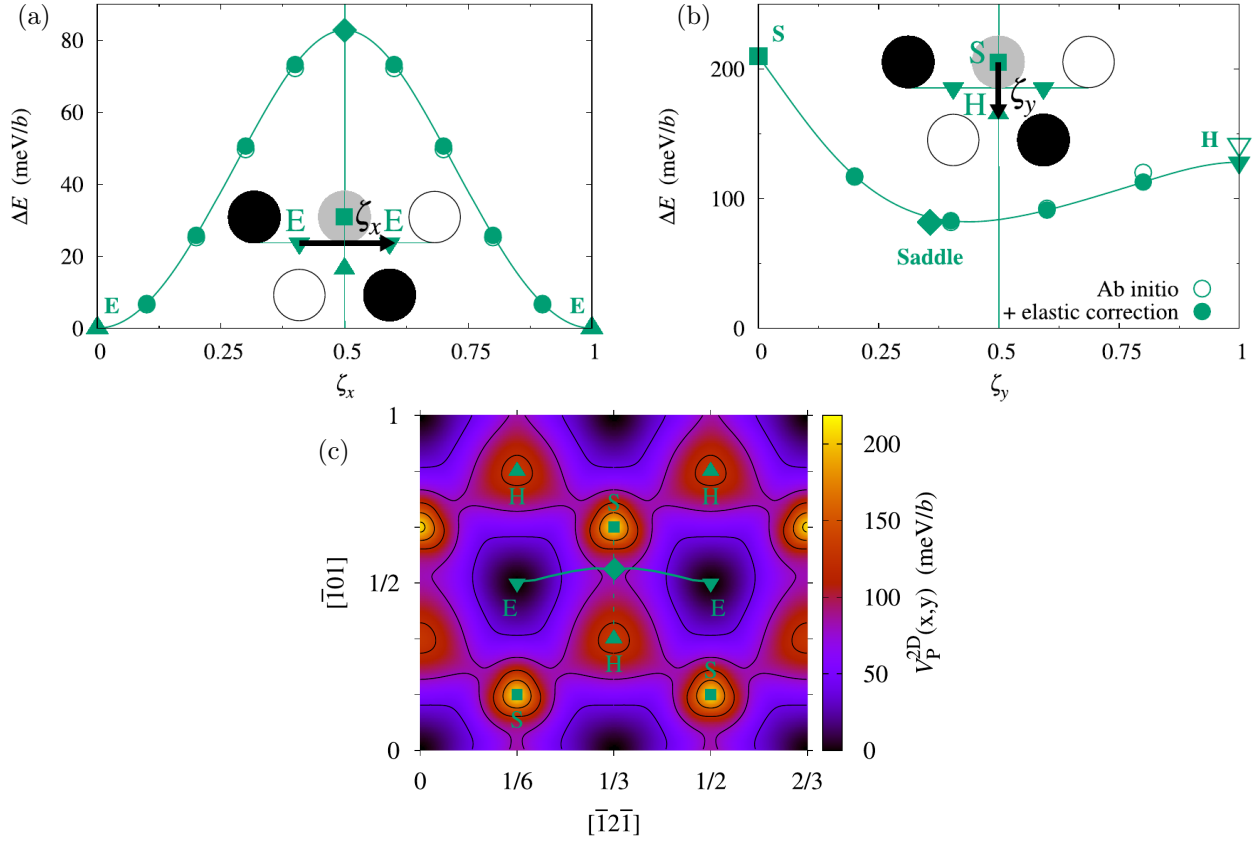 (a)
80
60
40
20
0
ΔE (meV/b)
E
E
E
E
ζx
0
0.25
0.5
0.75
1
ζx
(b)
200
100
0
ΔE (meV/b)
S
S
H
ζy
H
Saddle
Ab initio
+ elastic correction
0
0.25
0.5
0.75
1
ζy
(c)
1
1/2
0
[1̅01]
H
H
S
E
E
H
S
S
0
1/6
1/3
1/2
2/3
[1̅21̅]
200
150
100
50
0
V_P^2D(x,y) (meV/b)